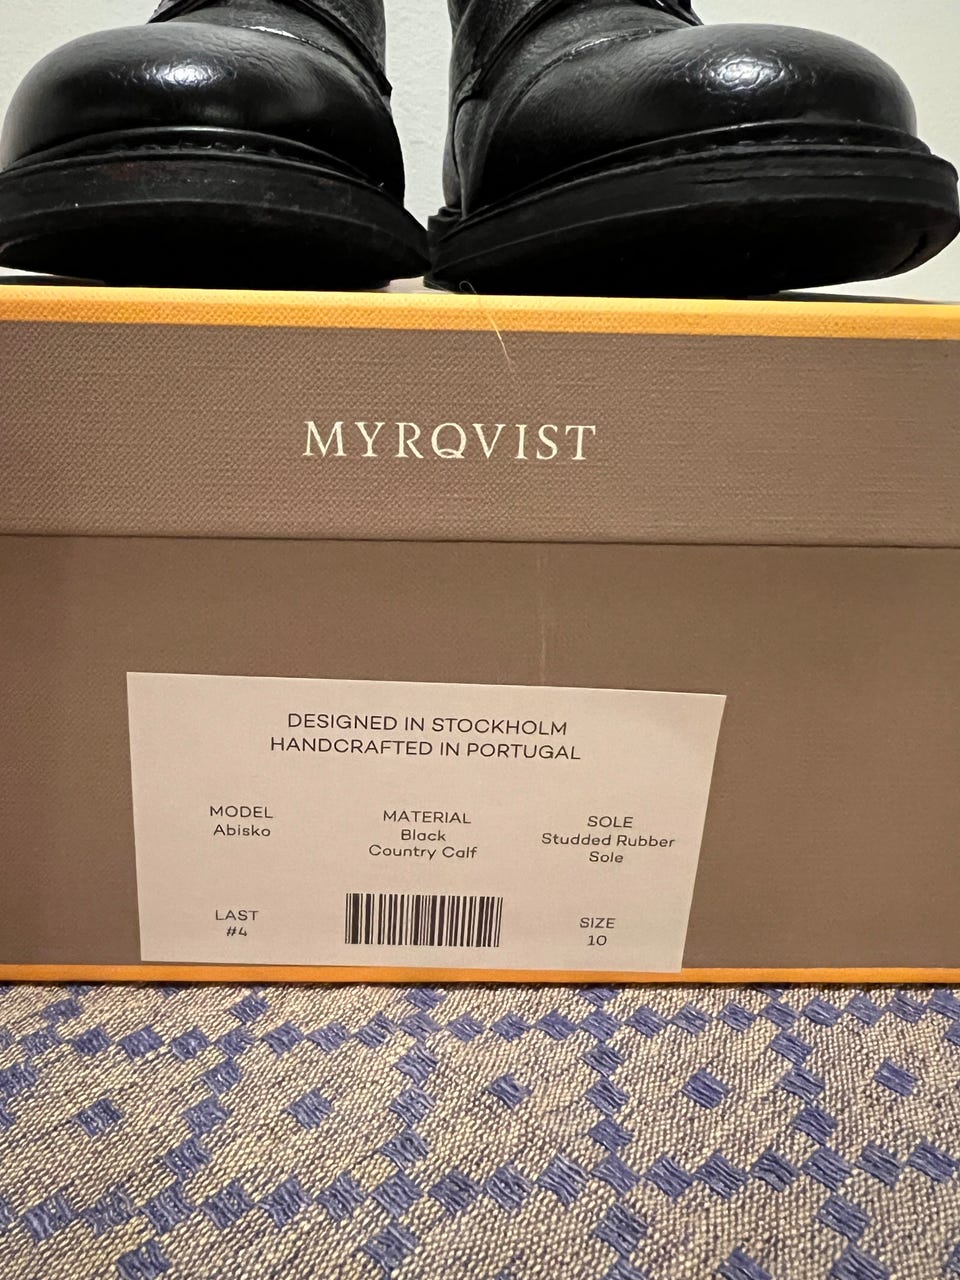 MYRQVIST
DESIGNED IN STOCKHOLM
HANDCRAFTED IN PORTUGAL
MODEL
Abisko
MATERIAL
Black
Country Calf
SOLE
Studded Rubber
Sole
LAST
#4
SIZE
10